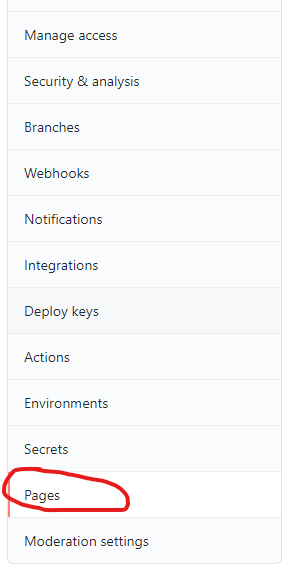 Manage access
Security & analysis
Branches
Webhooks
Notifications
Integrations
Deploy keys
Actions
Environments
Secrets
Pages
Moderation settings